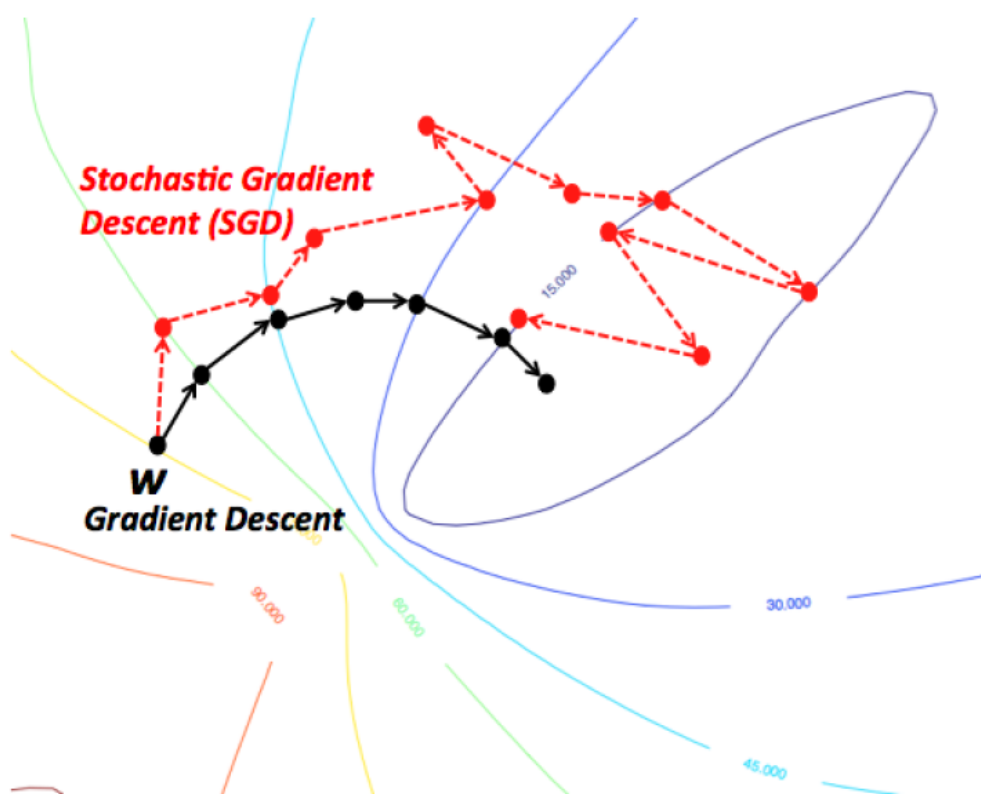 Stochastic Gradient
Descent (SGD)
15.000
W
Gradient Descent
90.000
60.000
30.000
45.000